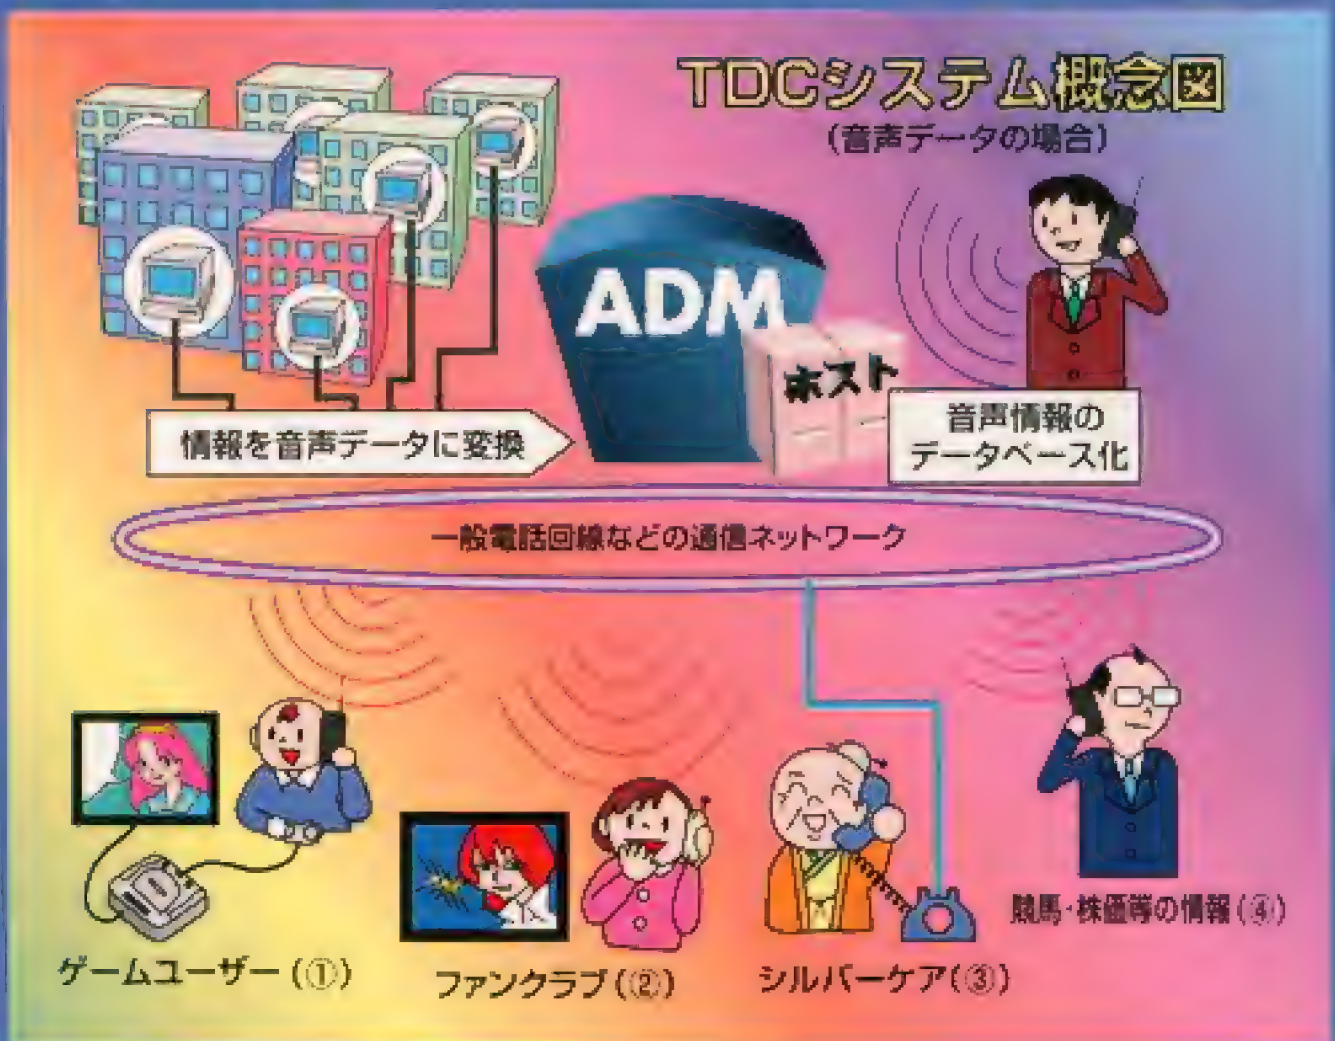 TDCシステム概念図
(音声データの場合)
ADM
ホスト
情報を音声データに変換
音声情報の
データベース化
一般電話回線などの通信ネットワーク
ゲームユーザー(①)
ファンクラブ(②)
シルバーケア(③)
競馬・株価等の情報(④)